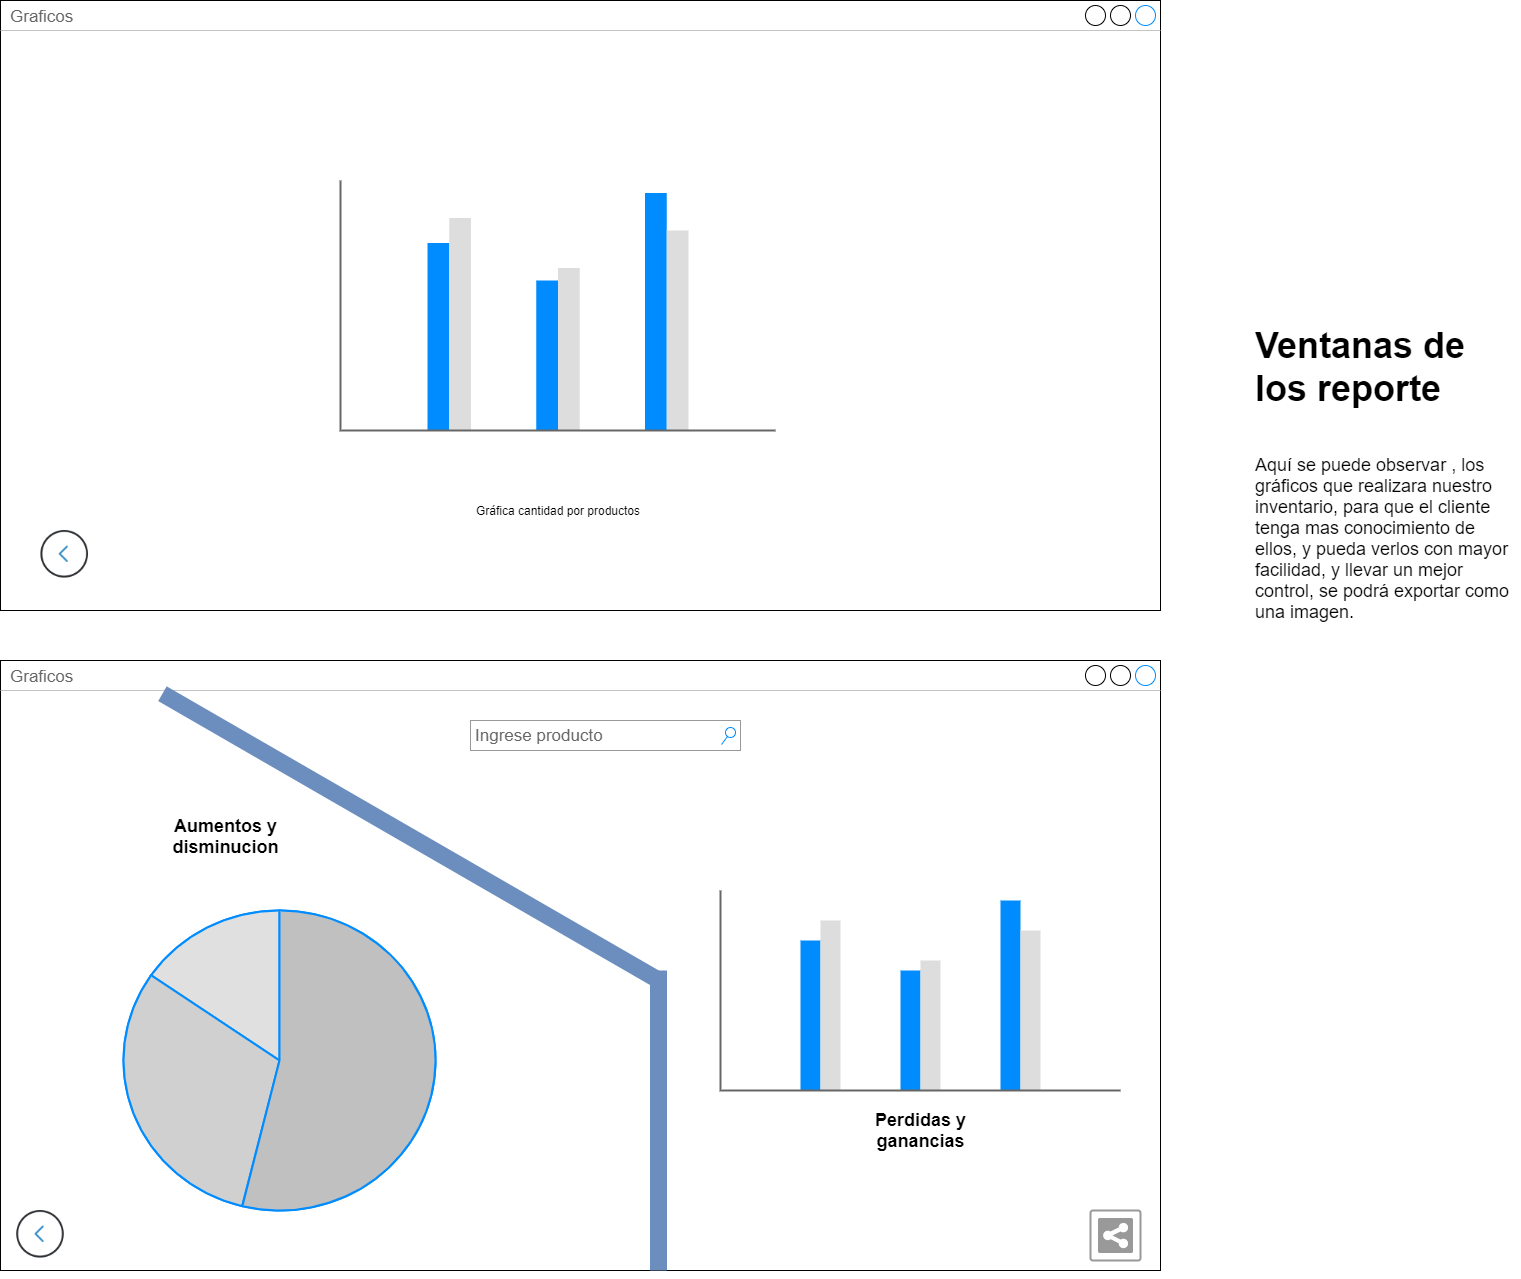 Graficos
Gráfica cantidad por productos
Ventanas de
los reporte
Aquí se puede observar , los
gráficos que realizara nuestro
inventario, para que el cliente
tenga mas conocimiento de
ellos, y pueda verlos con mayor
facilidad, y llevar un mejor
control, se podrá exportar como
una imagen.
Graficos
Ingrese producto
Aumentos y
disminucion
Perdidas y
ganancias